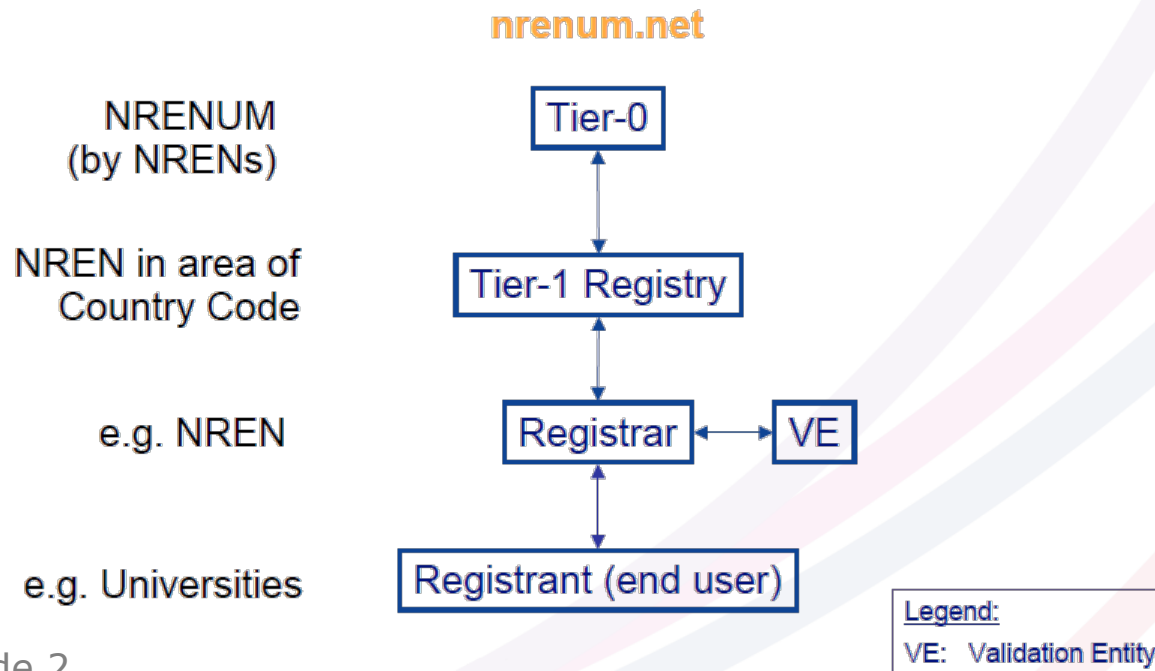 nrenum.net
NRENUM
(by NRENs)
Tier-0
NREN in area of
Country Code
Tier-1 Registry
e.g. NREN
Registrar
VE
e.g. Universities
Registrant (end user)
Legend:
VE: Validation Entity
2